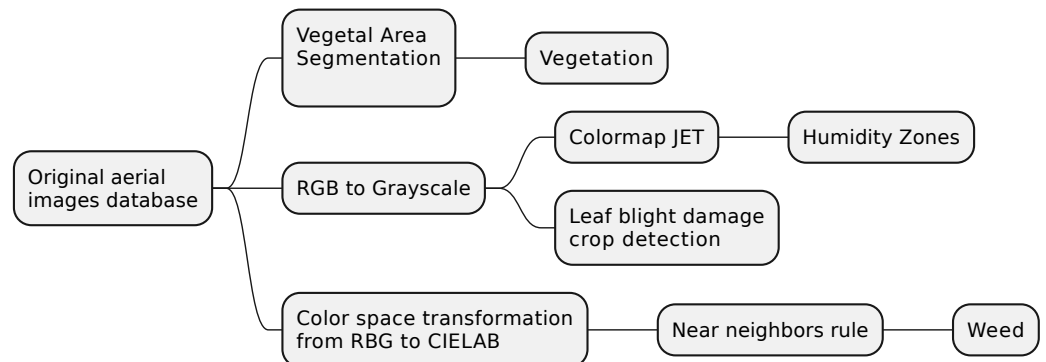 Vegetal Area
Segmentation
Vegetation
Original aerial
images database
RGB to Grayscale
Colormap JET
Humidity Zones
Leaf blight damage
crop detection
Color space transformation
from RBG to CIELAB
Near neighbors rule
Weed